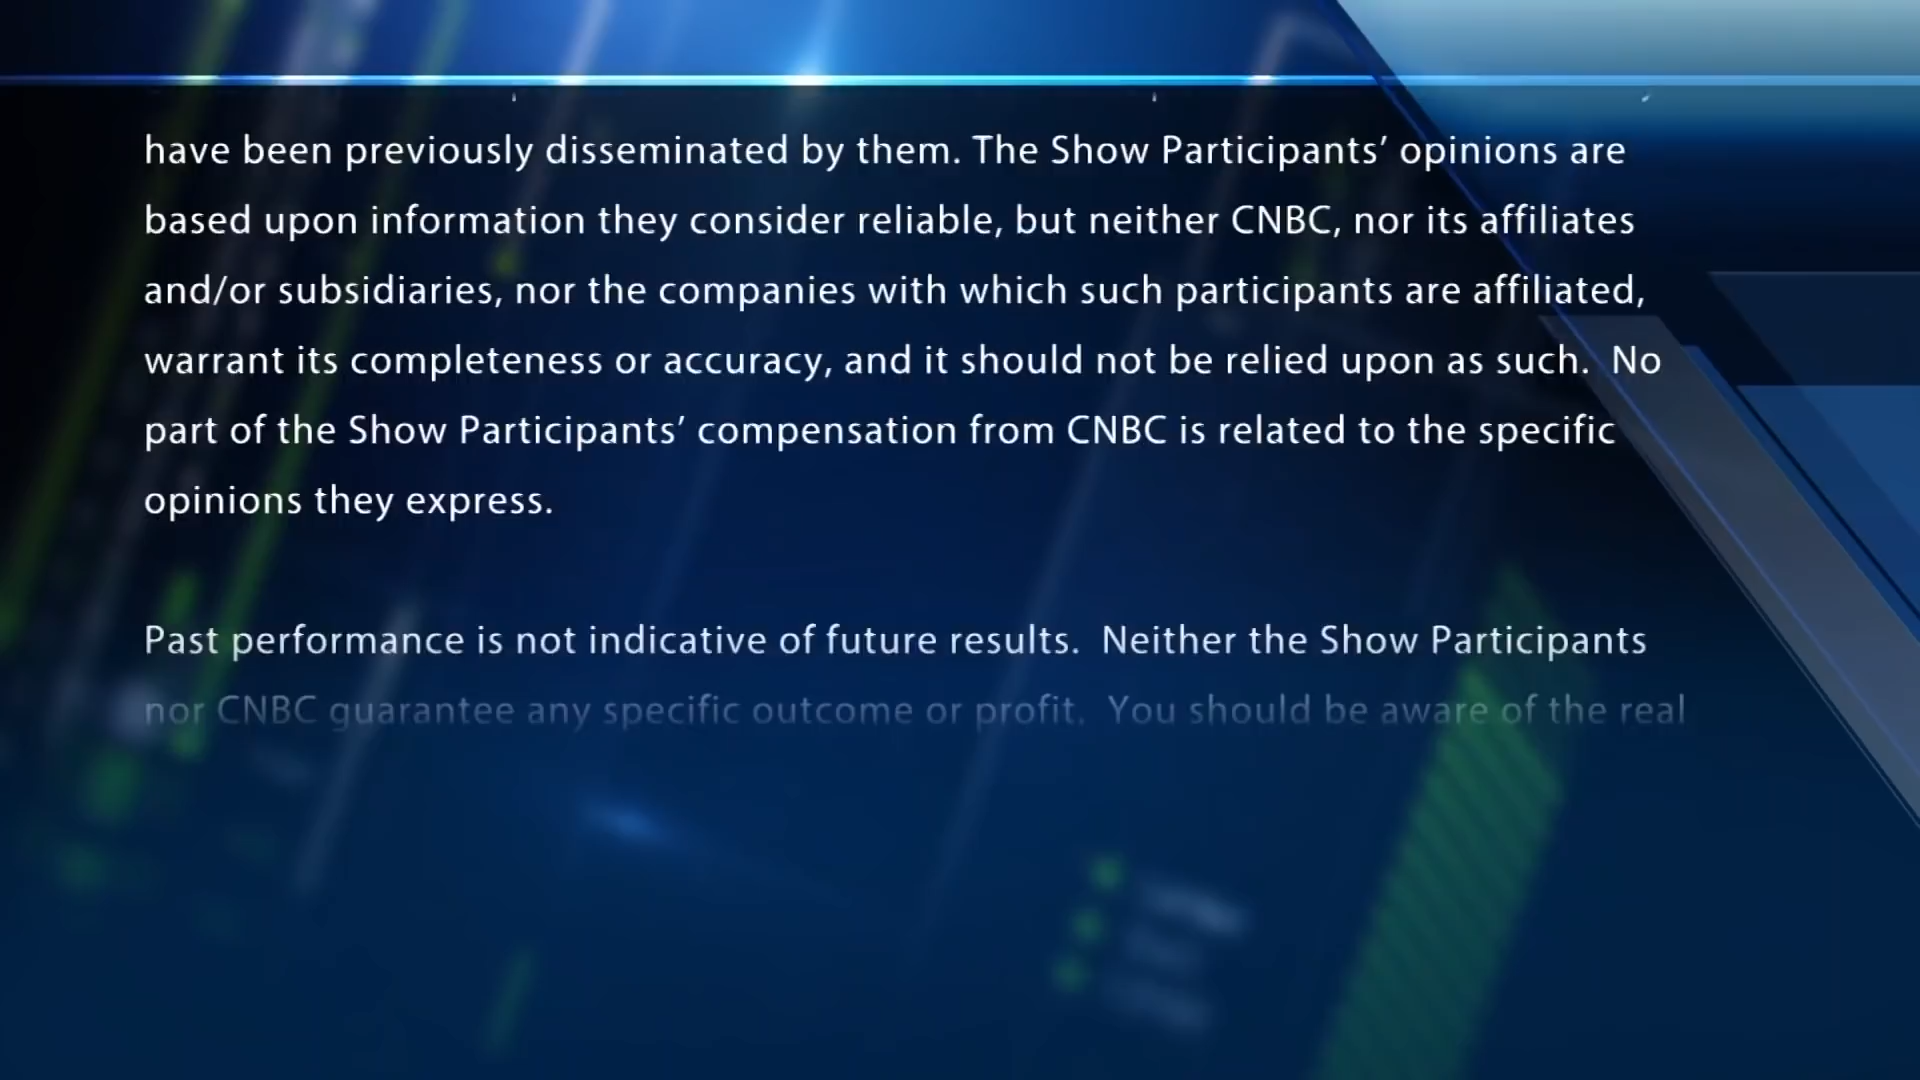 have been previously disseminated by them. The Show Participants’ opinions are
based upon information they consider reliable, but neither CNBC, nor its affiliates
and/or subsidiaries, nor the companies with which such participants are affiliated,
warrant its completeness or accuracy, and it should not be relied upon as such.  No
part of the Show Participants’ compensation from CNBC is related to the specific
opinions they express.
Past performance is not indicative of future results.  Neither the Show Participants
nor CNBC guarantee any specific outcome or profit.  You should be aware of the real